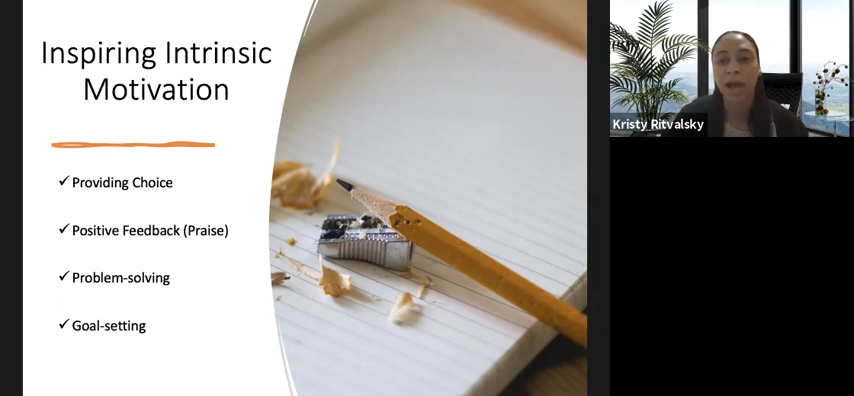 Inspiring Intrinsic
Motivation
✓ Providing Choice
✓ Positive Feedback (Praise)
✓ Problem-solving
✓ Goal-setting
Kristy Ritvalsky